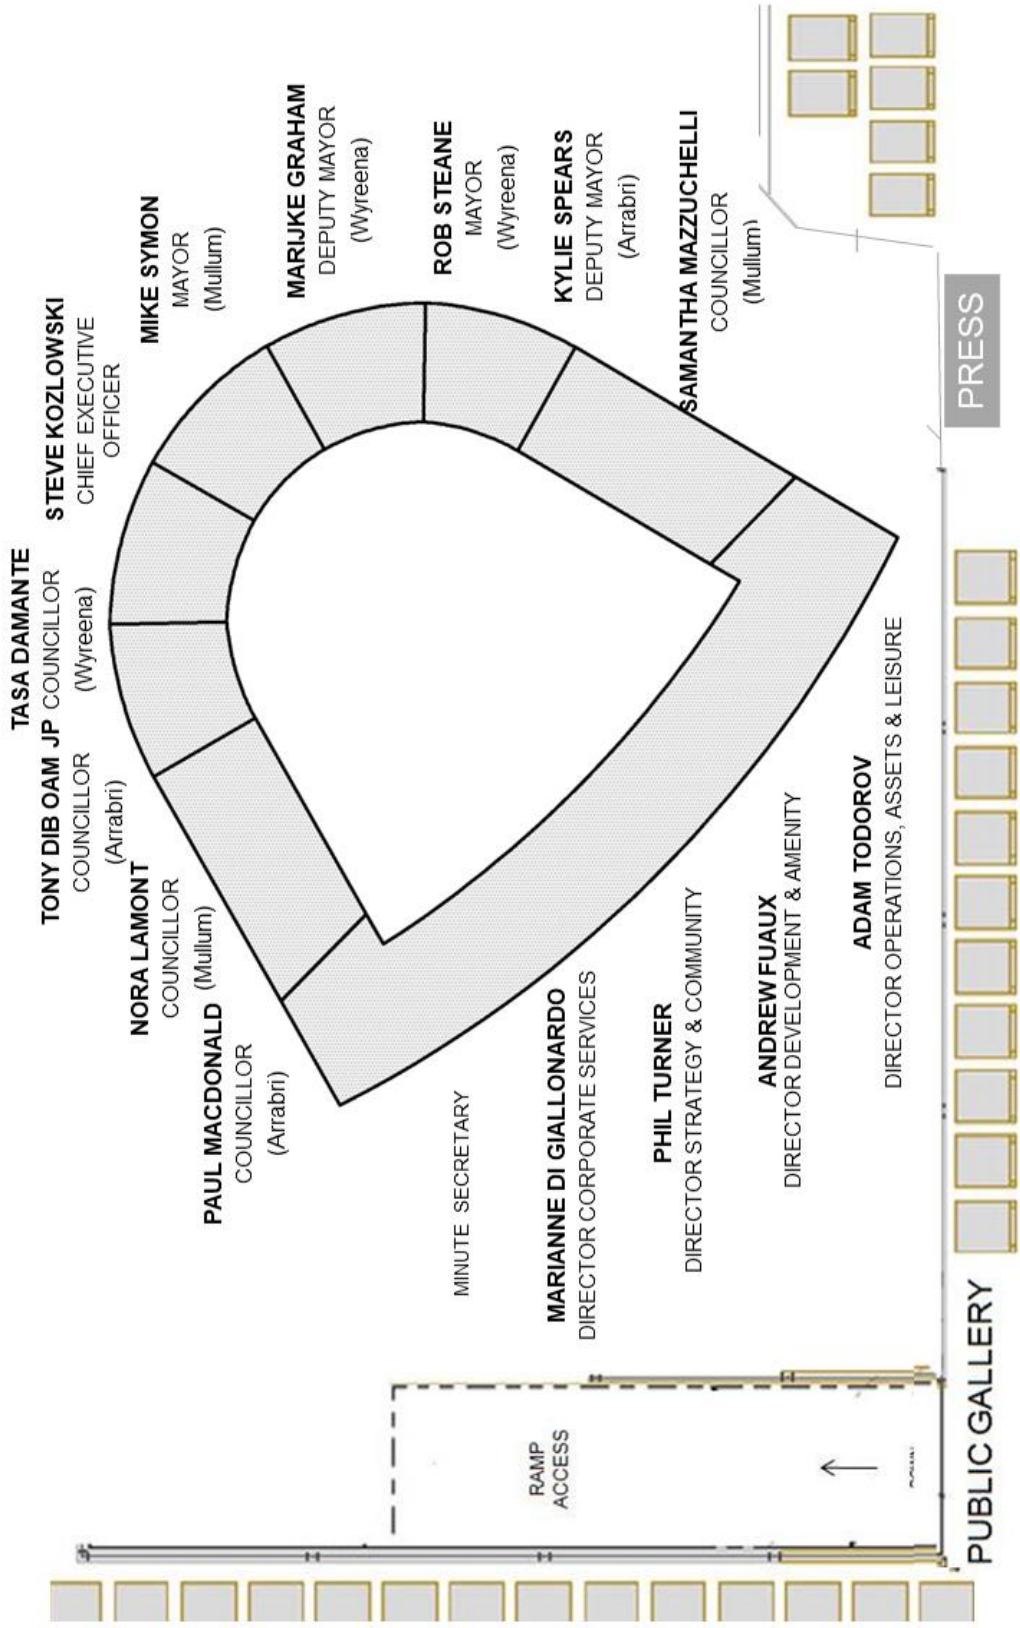 TASA DAMANTE
COUNCILLOR
(Wyreena)
STEVE KOZLOWSKI
CHIEF EXECUTIVE
OFFICER
MIKE SYMON
MAYOR
(Mullum)
MARIJKE GRAHAM
DEPUTY MAYOR
(Wyreena)
ROB STEANE
MAYOR
(Wyreena)
KYLIE SPEARS
DEPUTY MAYOR
(Arrabri)
SAMANTHA MAZZUCHELLI
COUNCILLOR
(Mullum)
TONY DIB OAM JP
COUNCILLOR
(Arrabri)
NORA LAMONT
COUNCILLOR
(Mullum)
PAUL MACDONALD
COUNCILLOR
(Arrabri)
MINUTE SECRETARY
MARIANNE DI GIALLONARDO
DIRECTOR CORPORATE SERVICES
PHIL TURNER
DIRECTOR STRATEGY & COMMUNITY
ANDREW FUAUX
DIRECTOR DEVELOPMENT & AMENITY
ADAM TODOROV
DIRECTOR OPERATIONS, ASSETS & LEISURE
RAMP
ACCESS
PUBLIC GALLERY
PRESS